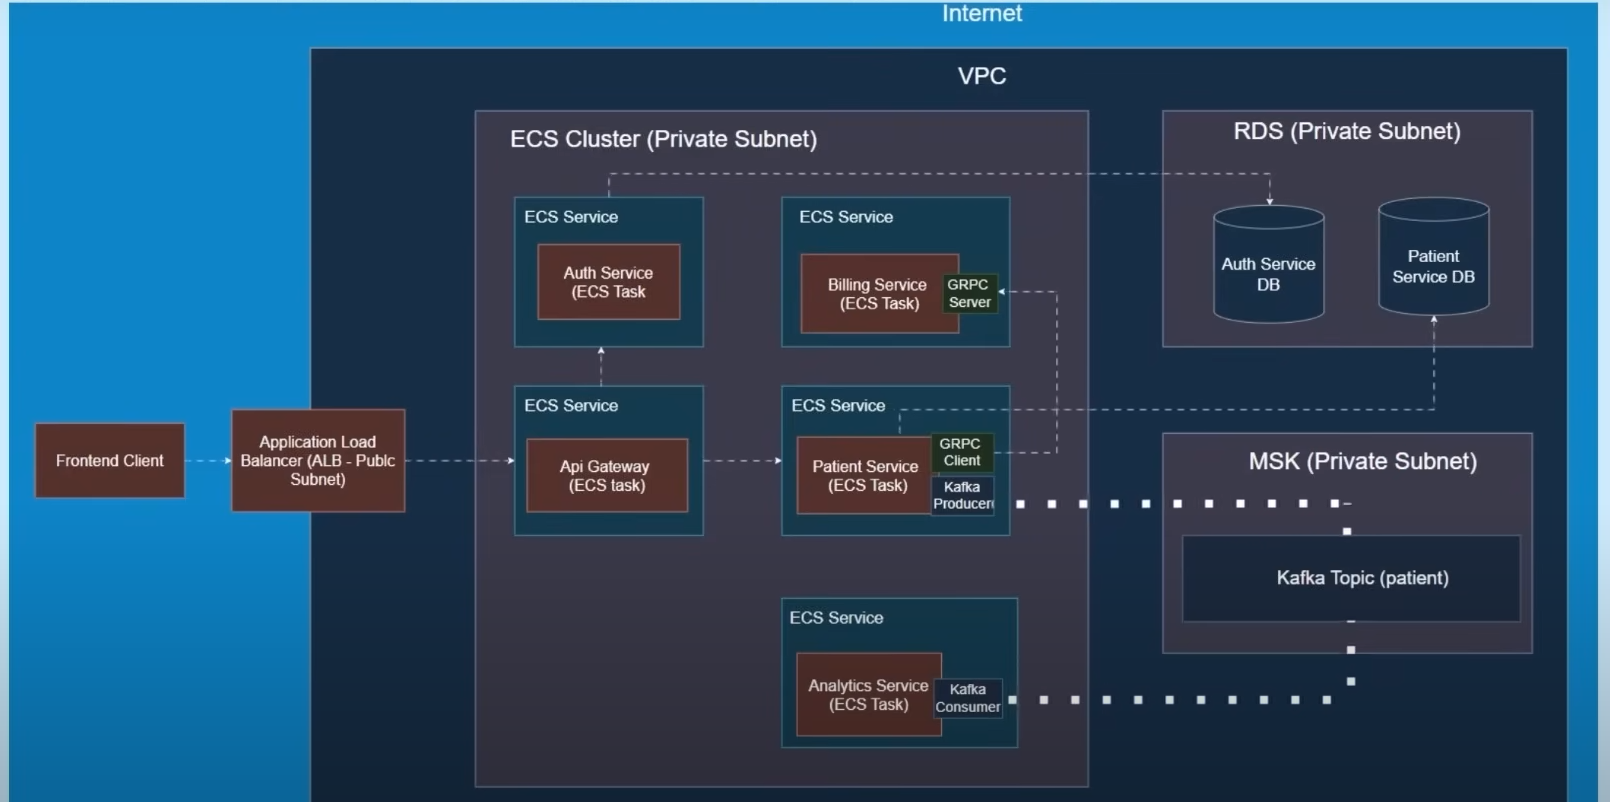 Internet
VPC
ECS Cluster (Private Subnet)
RDS (Private Subnet)
ECS Service
Auth Service
(ECS Task
ECS Service
Billing Service
(ECS Task)
GRPC
Server
Auth Service
DB
Patient
Service DB
Frontend Client
Application Load
Balancer (ALB - Publc
Subnet)
ECS Service
Api Gateway
(ECS task)
ECS Service
Patient Service
(ECS Task)
GRPC
Client
Kafka
Producer
MSK (Private Subnet)
Kafka Topic (patient)
ECS Service
Analytics Service
(ECS Task)
Kafka
Consumer